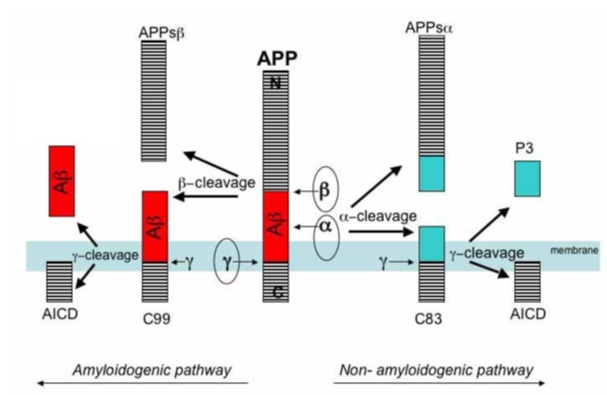 APPsβ
APP
APPsα
N
P3
Aβ
β-cleavage
β
Aβ
Aβ
α
α-cleavage
γ-cleavage
γ
γ
γ
γ-cleavage
membrane
C
AICD
C99
C83
AICD
Amyloidogenic pathway
Non- amyloidogenic pathway